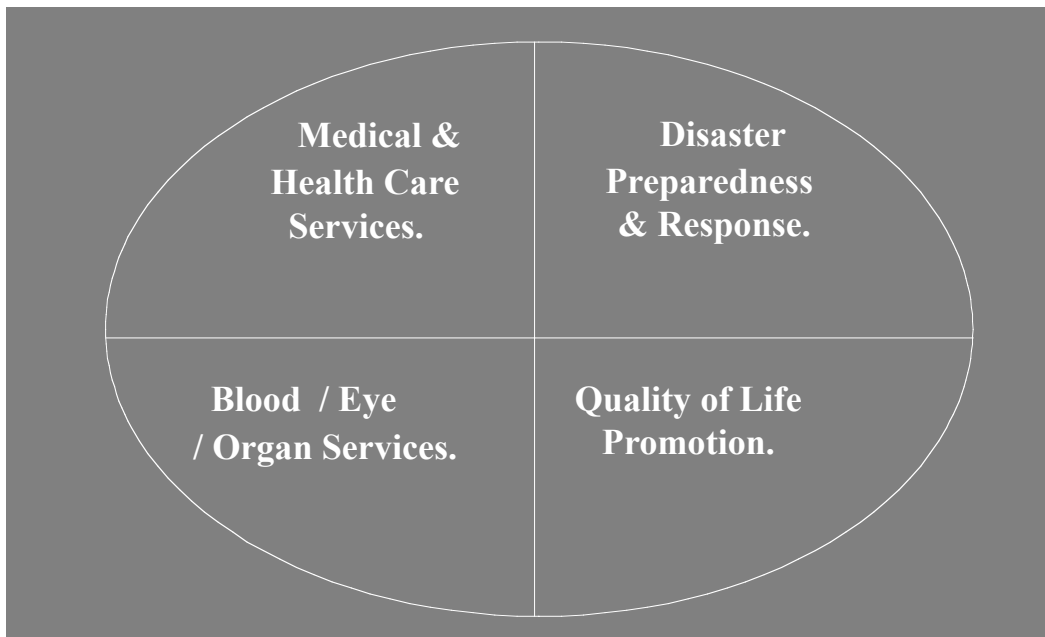 Medical &
Health Care
Services.
Disaster
Preparedness
& Response.
Blood / Eye
/ Organ Services.
Quality of Life
Promotion.